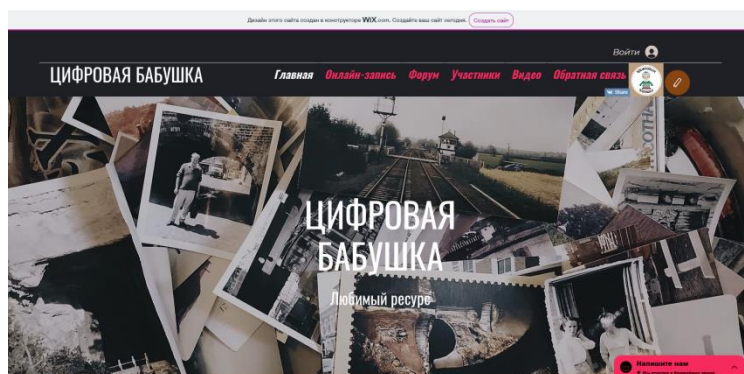 Дизайн этого сайта создан в конструкторе WiX.com. Создайте ваш сайт сегодня. Создать сайт
Войти
ЦИФРОВАЯ БАБУШКА
Главная Онлайн-запись Форум Участники Видео Обратная связь
Share
ЦИФРОВАЯ
БАБУШКА
Любимый ресурс
Напишите нам